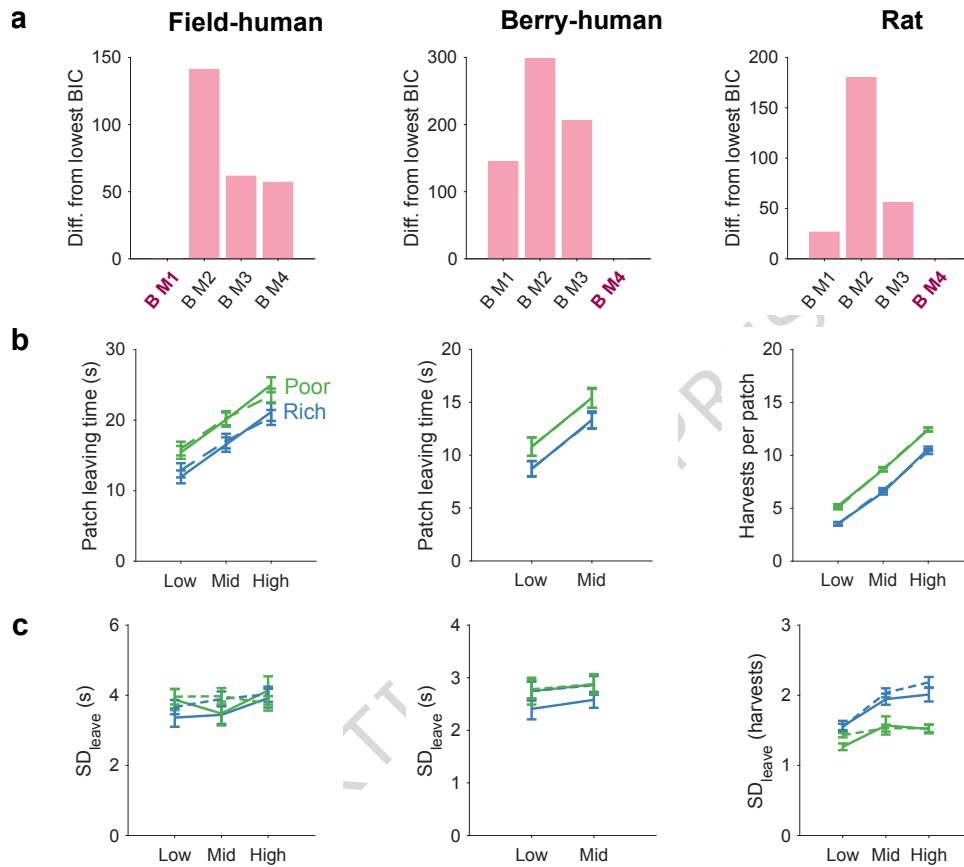 a
Field-human
Berry-human
Rat
Diff. from lowest BIC
150
100
50
0
B M1
B M2
B M3
B M4
Diff. from lowest BIC
300
200
100
0
B M1
B M2
B M3
B M4
Diff. from lowest BIC
200
150
100
50
0
B M1
B M2
B M3
B M4
b
Patch leaving time (s)
30
20
10
0
Poor
Rich
Low Mid High
Patch leaving time (s)
20
15
10
5
0
Low Mid
Harvests per patch
20
15
10
5
0
Low Mid High
c
SDleave (s)
6
4
2
0
Low Mid High
SDleave (s)
4
3
2
1
0
Low Mid
SDleave (harvests)
3
2
1
0
Low Mid High